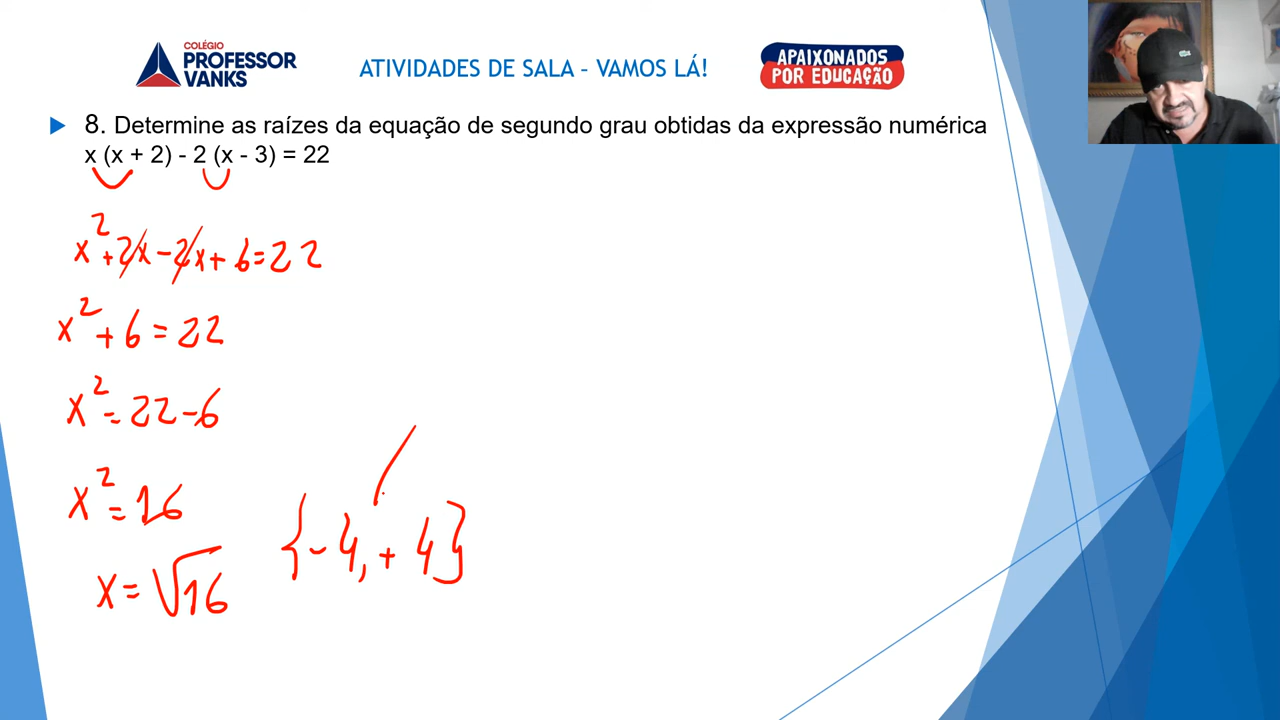 COLÉGIO
PROFESSOR
VANKS
ATIVIDADES DE SALA – VAMOS LÁ!
APAIXONADOS
POR EDUCAÇÃO
8. Determine as raízes da equação de segundo grau obtidas da expressão numérica
x (x + 2) - 2 (x - 3) = 22
x² + 2x - 2x + 6 = 22
x² + 6 = 22
x² = 22 - 6
x² = 16
x = √16
{- 4, + 4}